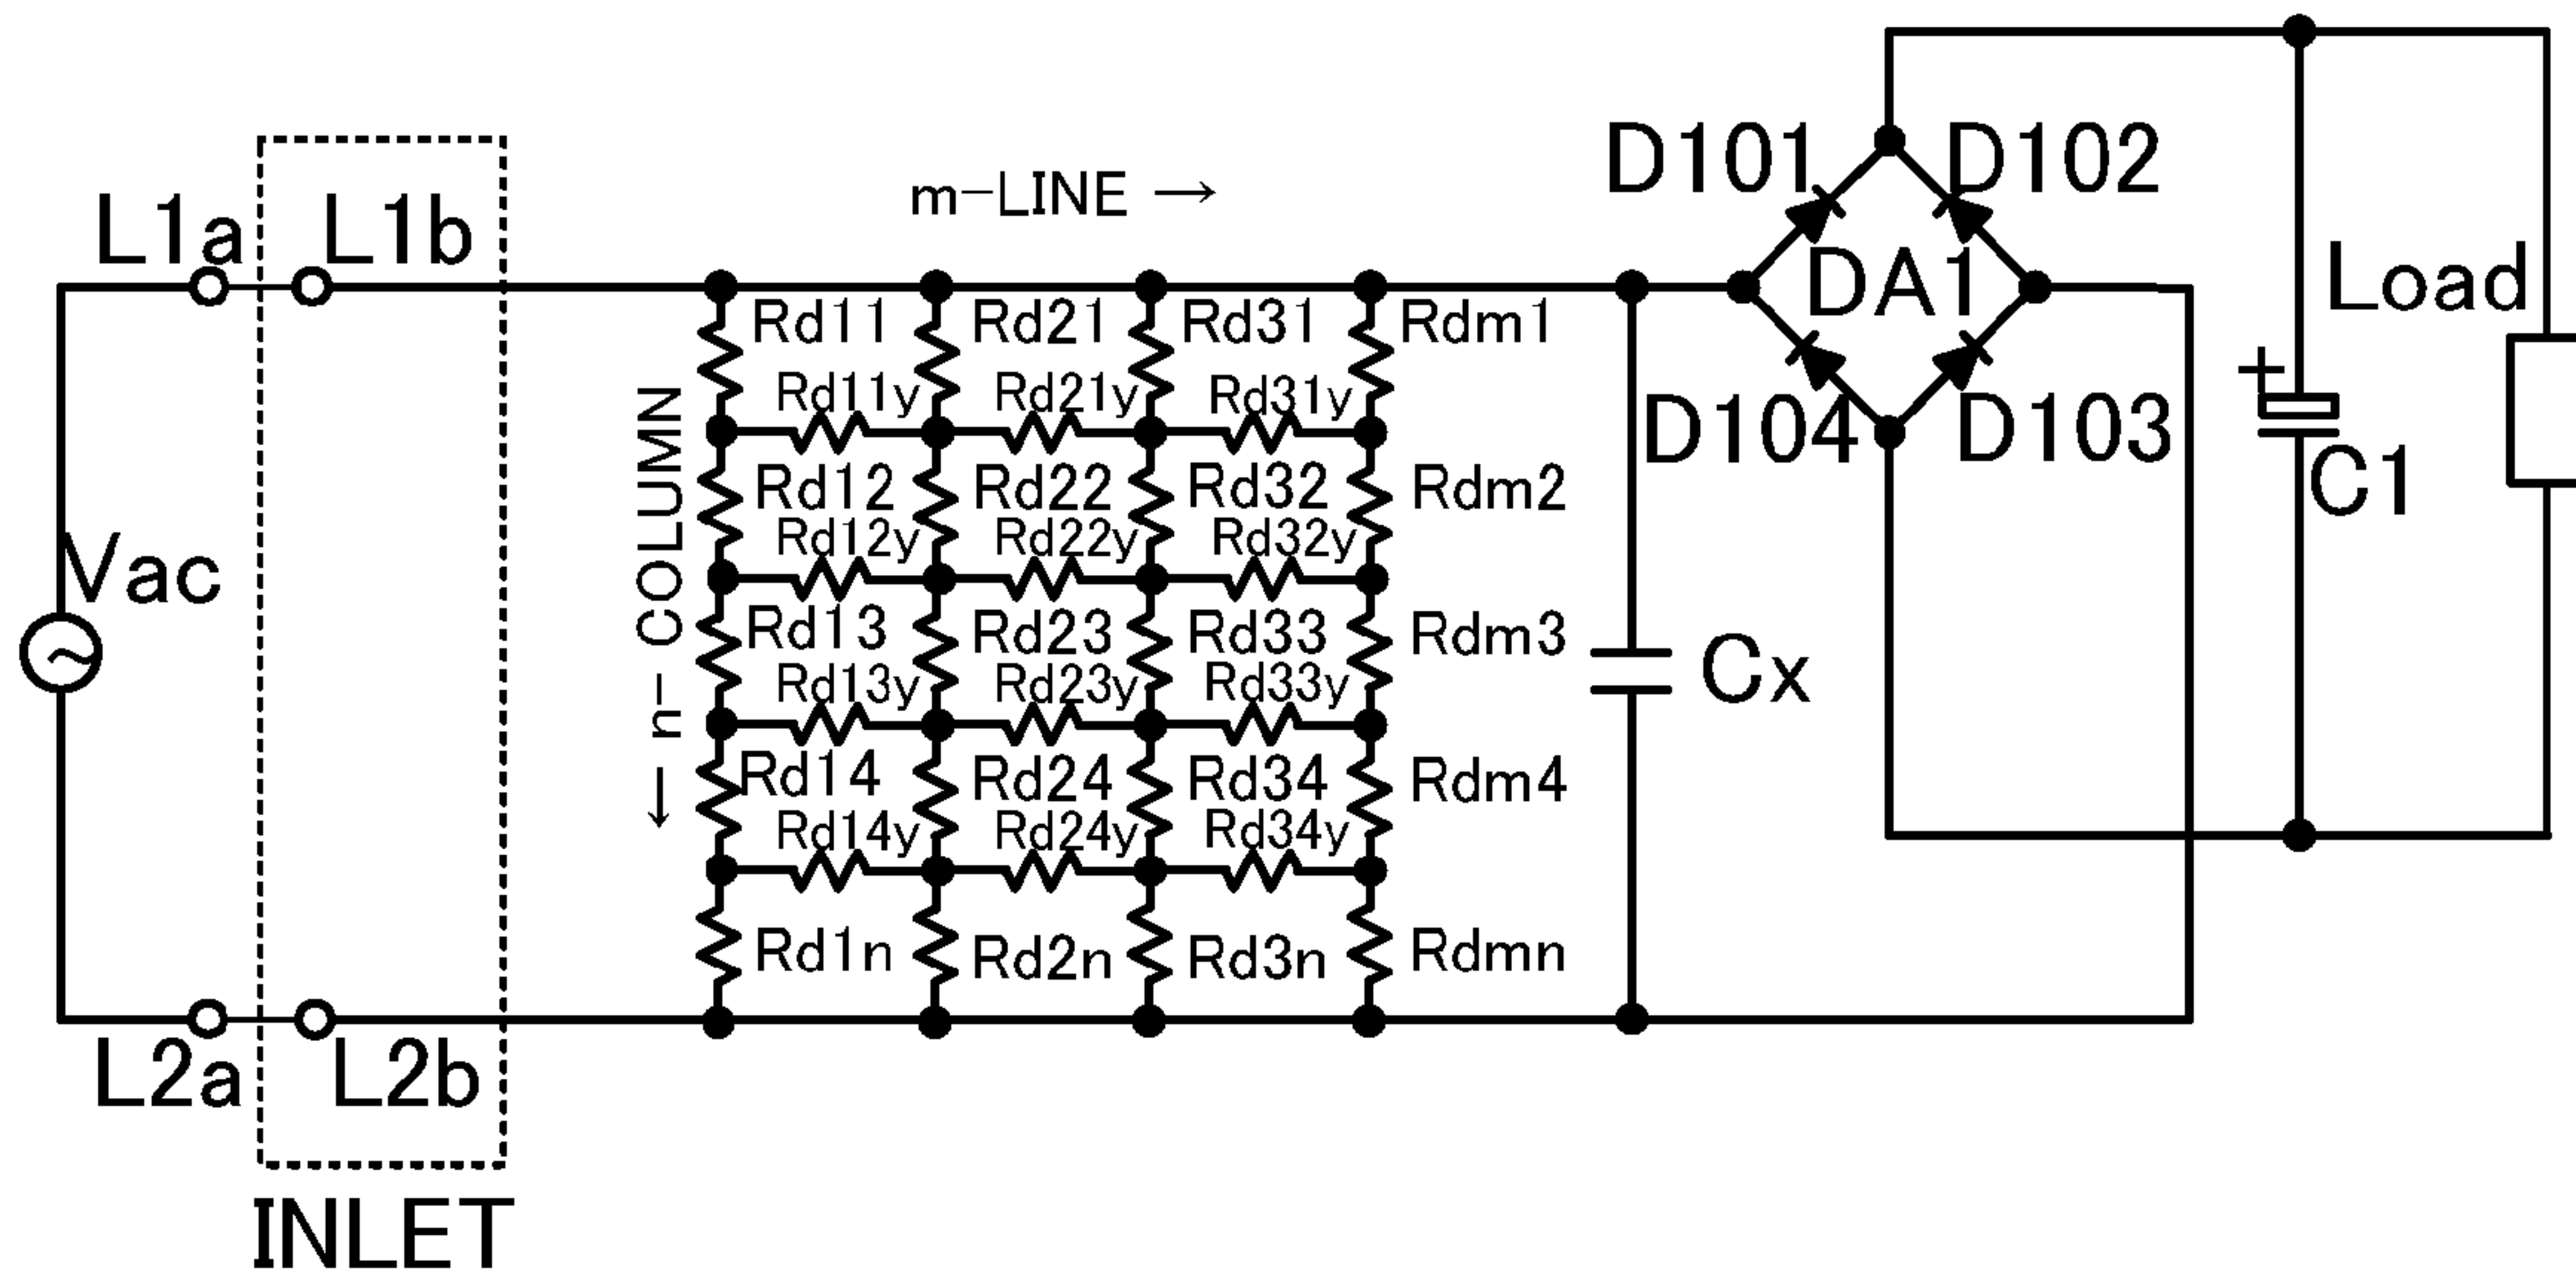 D101 D102
L1a L1b
m-LINE →
DA1
Load
Rd11 Rd21 Rd31 Rdm1
Rd11y Rd21y Rd31y
+
D104 D103
n- COLUMN
Rd12 Rd22 Rd32 Rdm2
C1
Rd12y Rd22y Rd32y
Vac
Rd13 Rd23 Rd33 Rdm3
Rd13y Rd23y Rd33y
Cx
Rd14 Rd24 Rd34 Rdm4
Rd14y Rd24y Rd34y
Rd1n Rd2n Rd3n Rdmn
L2a L2b
INLET